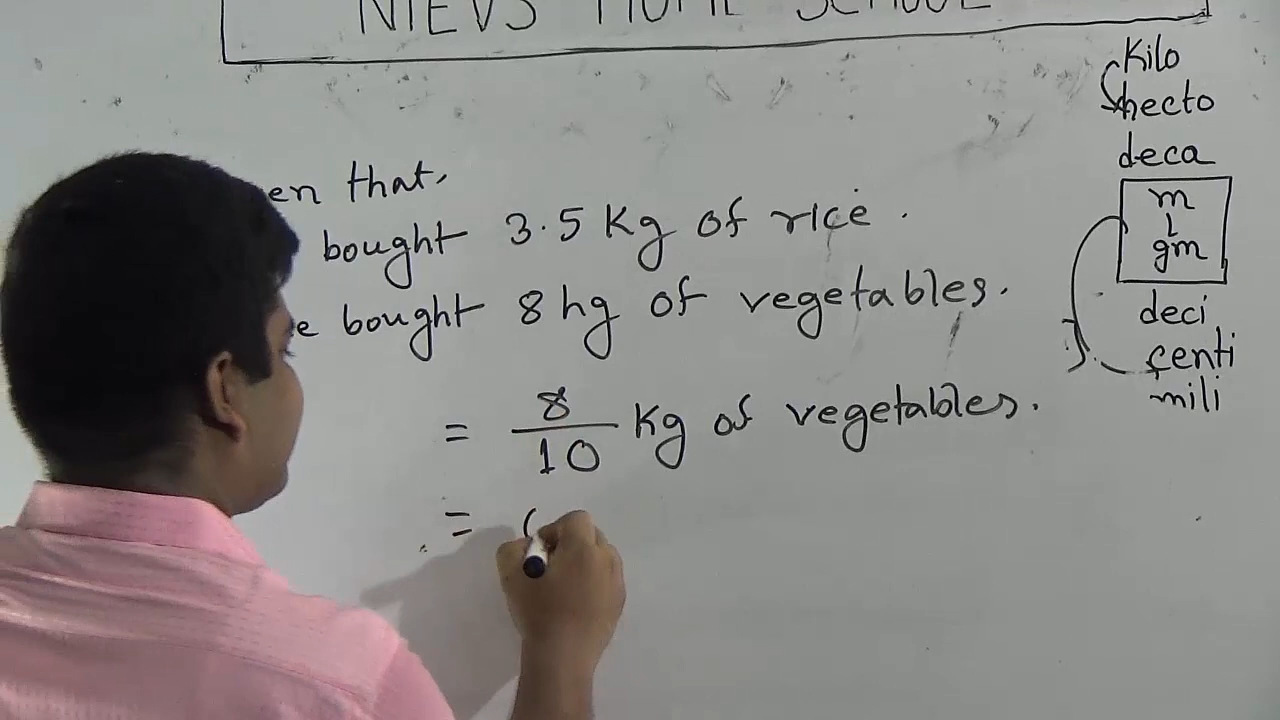 NIEVS HOME SCHOOL
en that,
bought 3.5 Kg of rice.
e bought 8 hg of vegetables.
= 8/10 Kg of vegetables.
=
Kilo
hecto
deca
m
L
gm
deci
centi
mili